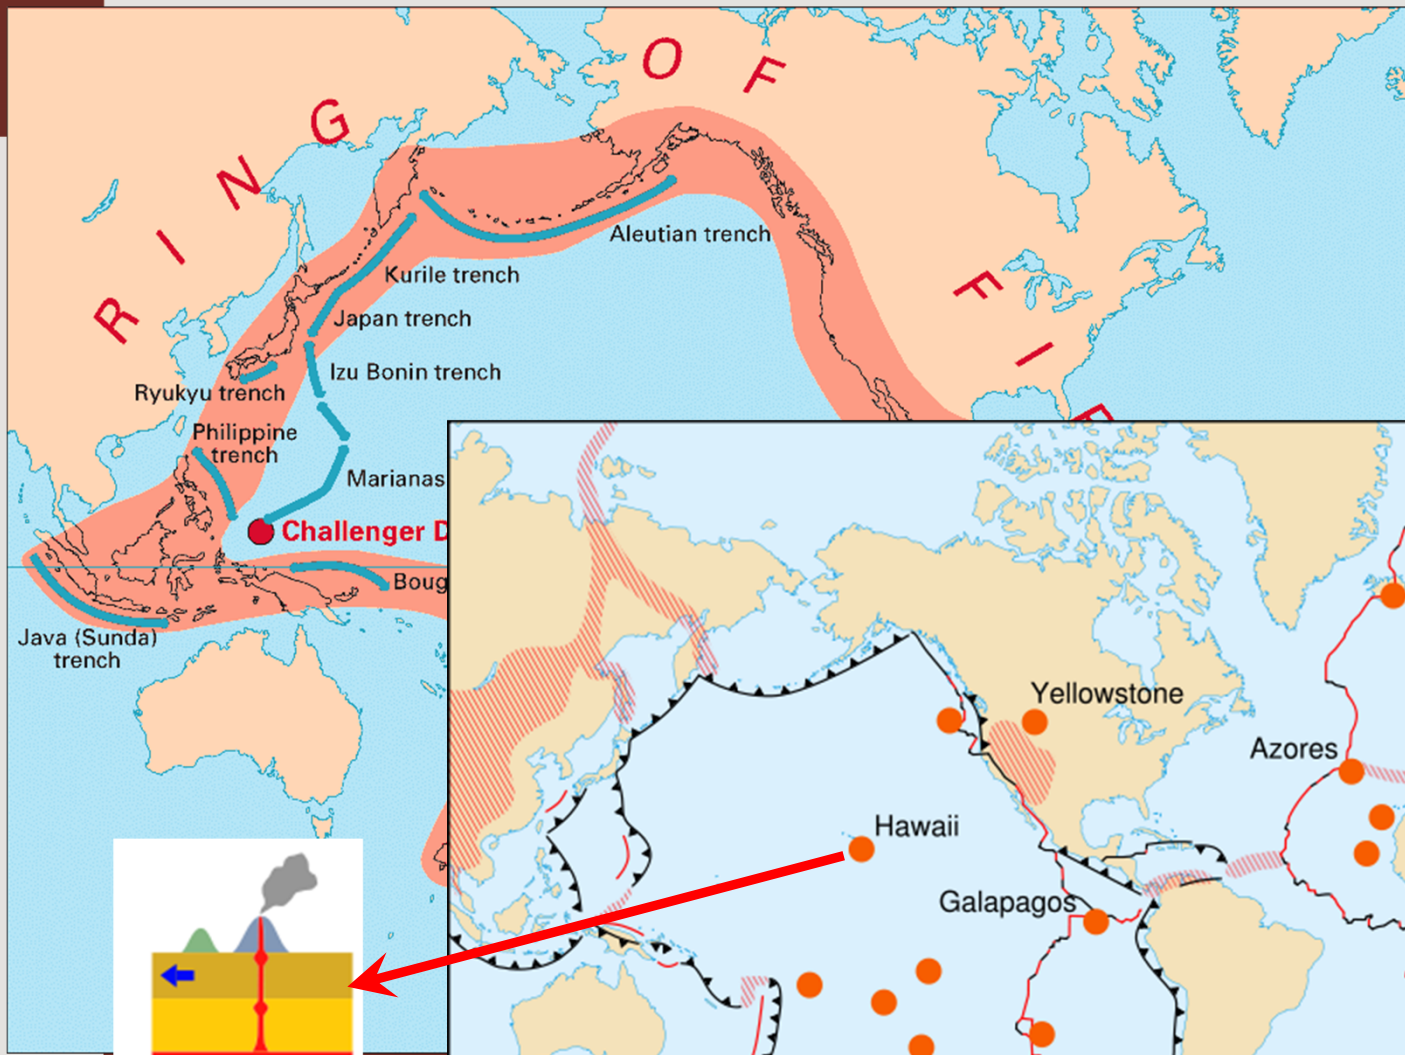 RING OF FIRE
Aleutian trench
Kurile trench
Japan trench
Izu Bonin trench
Ryukyu trench
Philippine
trench
Marianas
Challenger D
Boug
Java (Sunda)
trench
Yellowstone
Azores
Hawaii
Galapagos